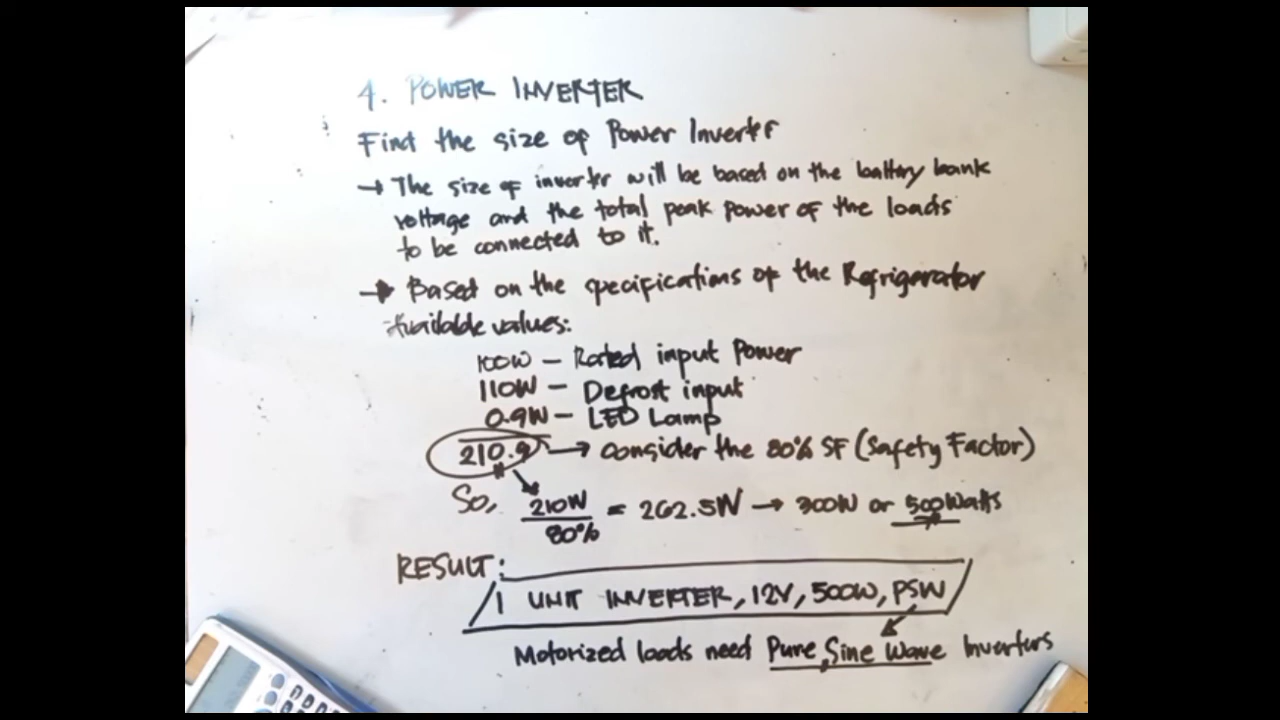 4. POWER INVERTER
Find the size of Power Inverter
→ The size of inverter will be based on the battery bank
voltage and the total peak power of the loads
to be connected to it.
→ Based on the specifications of the Refrigerator
Available values:
100W – Rated input Power
110W – Defrost input
0.9W – LED Lamp
210.9 → consider the 80% SF (Safety Factor)
So, 210W / 80% = 262.5W → 300W or 500Watts
RESULT:
1 UNIT INVERTER, 12V, 500W, PSW
Motorized loads need Pure Sine Wave Inverters